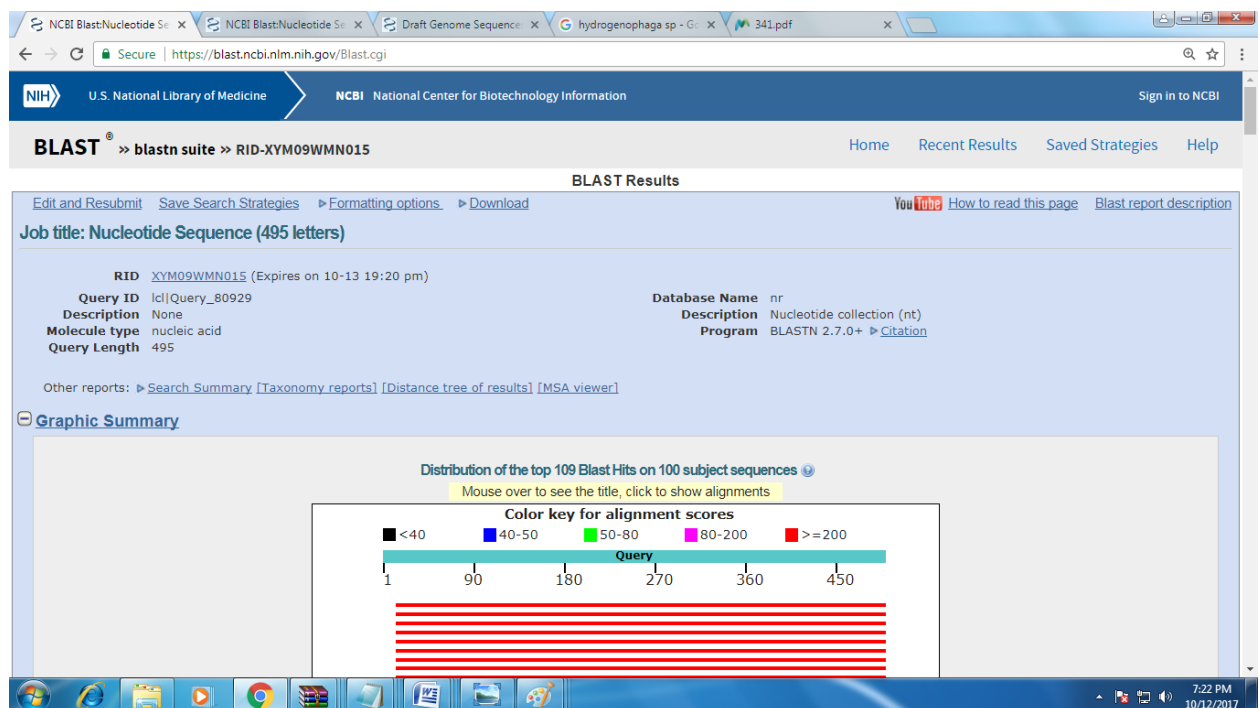 NCBI Blast:Nucleotide Se
NCBI Blast:Nucleotide Se
Draft Genome Sequence
hydrogenophaga sp - Go
341.pdf
Secure | https://blast.ncbi.nlm.nih.gov/Blast.cgi
NIH U.S. National Library of Medicine NCBI National Center for Biotechnology Information Sign in to NCBI
BLAST ® » blastn suite » RID-XYM09WMN015 Home Recent Results Saved Strategies Help
BLAST Results
Edit and Resubmit Save Search Strategies Formatting options Download YouTube How to read this page Blast report description
Job title: Nucleotide Sequence (495 letters)
RID XYM09WMN015 (Expires on 10-13 19:20 pm)
Query ID lcl|Query_80929 Database Name nr
Description None Description Nucleotide collection (nt)
Molecule type nucleic acid Program BLASTN 2.7.0+ Citation
Query Length 495
Other reports: Search Summary [Taxonomy reports] [Distance tree of results] [MSA viewer]
Graphic Summary
Distribution of the top 109 Blast Hits on 100 subject sequences
Mouse over to see the title, click to show alignments
Color key for alignment scores
<40 40-50 50-80 80-200 >=200
Query
1 90 180 270 360 450
7:22 PM
10/12/2017